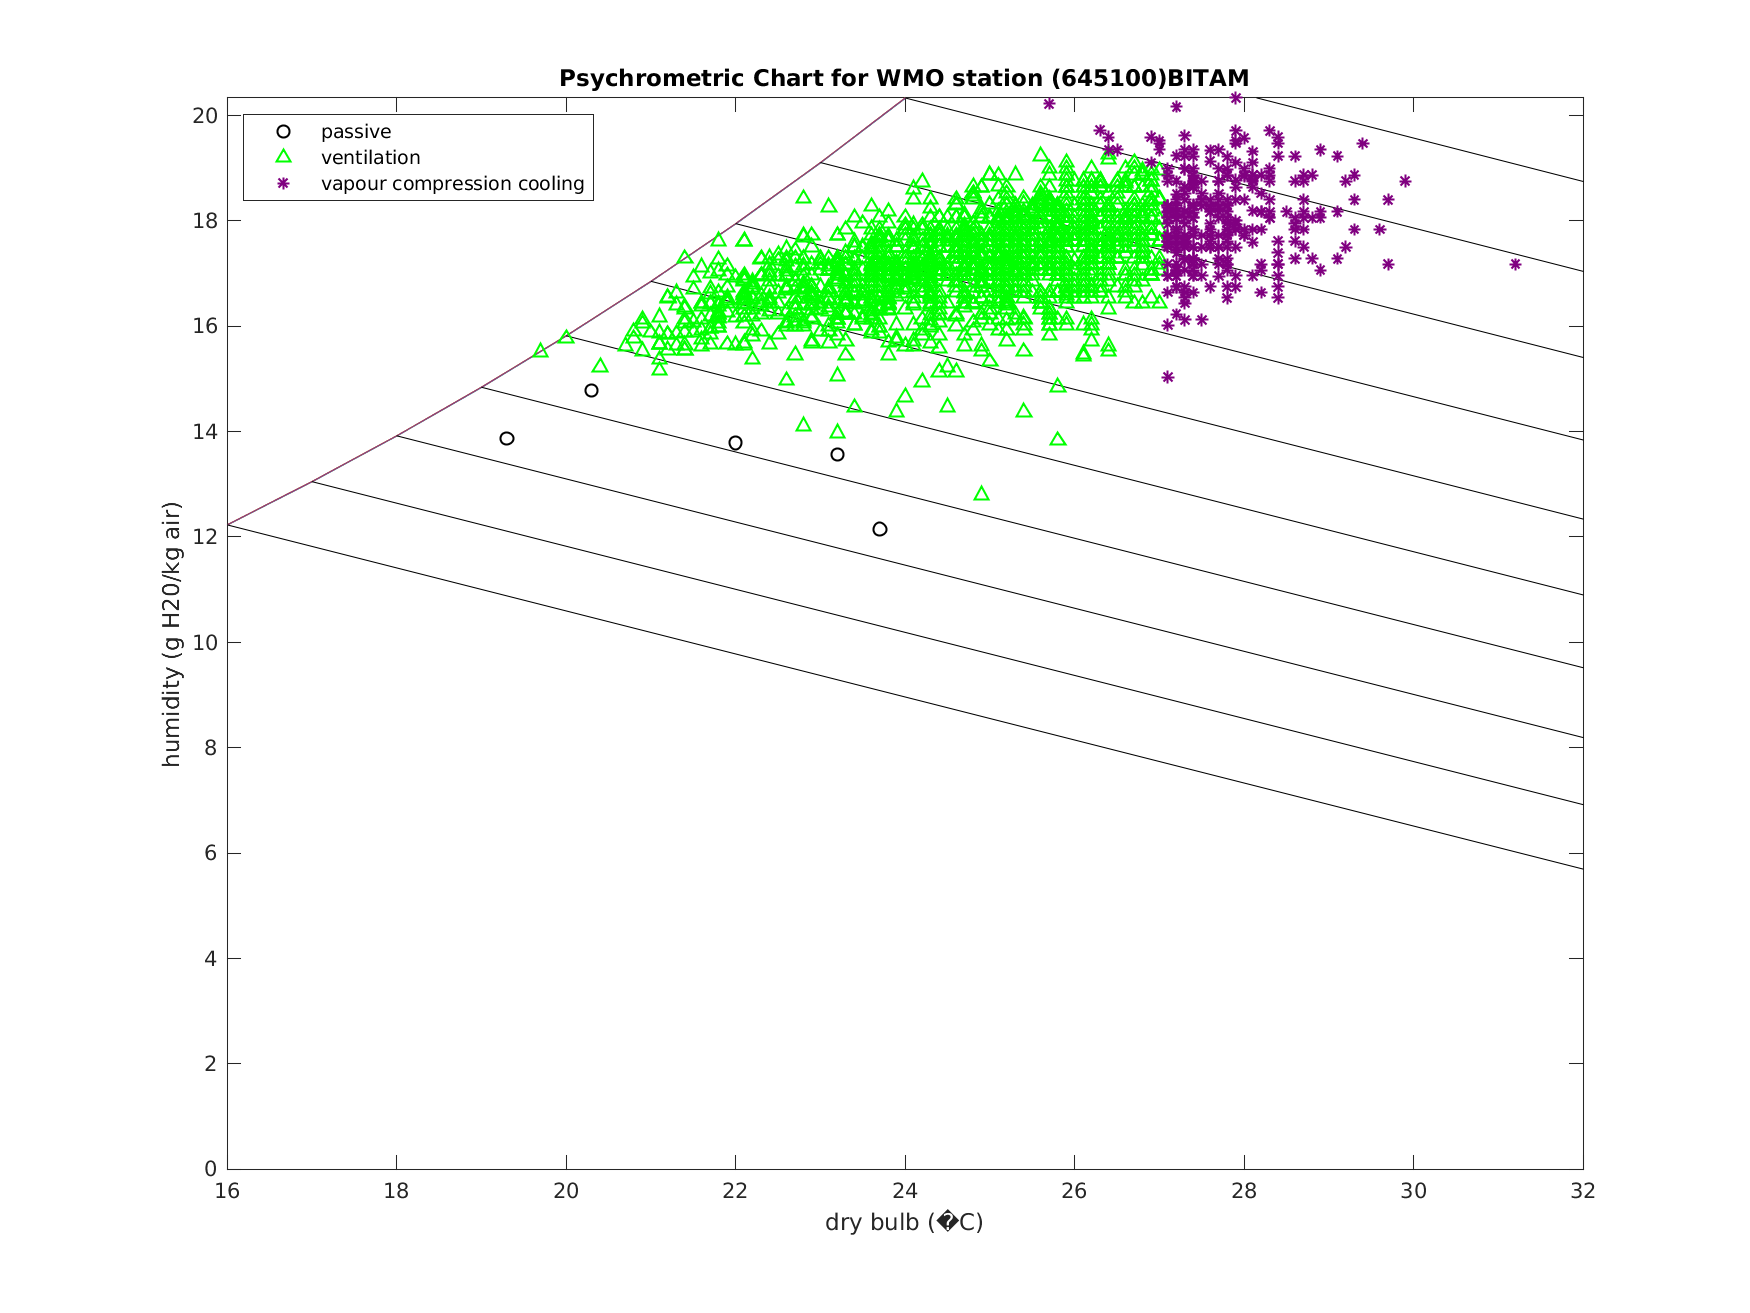 Psychrometric Chart for WMO station (645100)BITAM
passive
ventilation
vapour compression cooling
20
18
16
14
12
10
8
6
4
2
0
humidity (g H20/kg air)
16 18 20 22 24 26 28 30 32
dry bulb (�C)